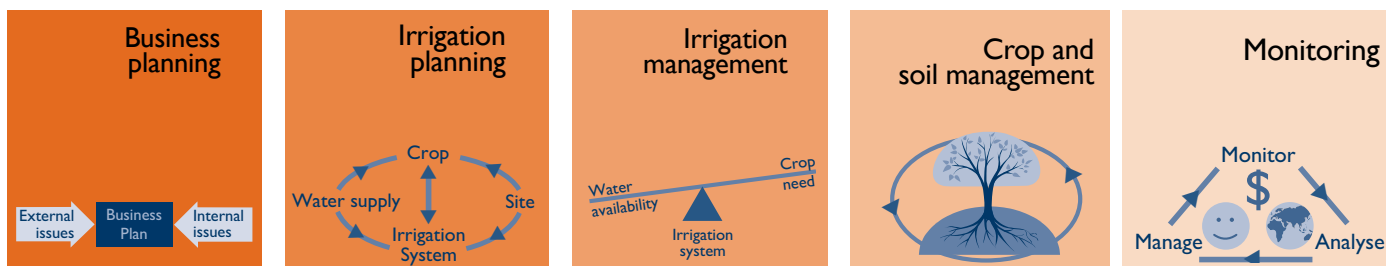 Business
planning
External
issues
Business
Plan
Internal
issues
Irrigation
planning
Crop
Water supply
Site
Irrigation
System
Irrigation
management
Water
availability
Crop
need
Irrigation
system
Crop and
soil management
Monitoring
Monitor
$
Manage
Analyse